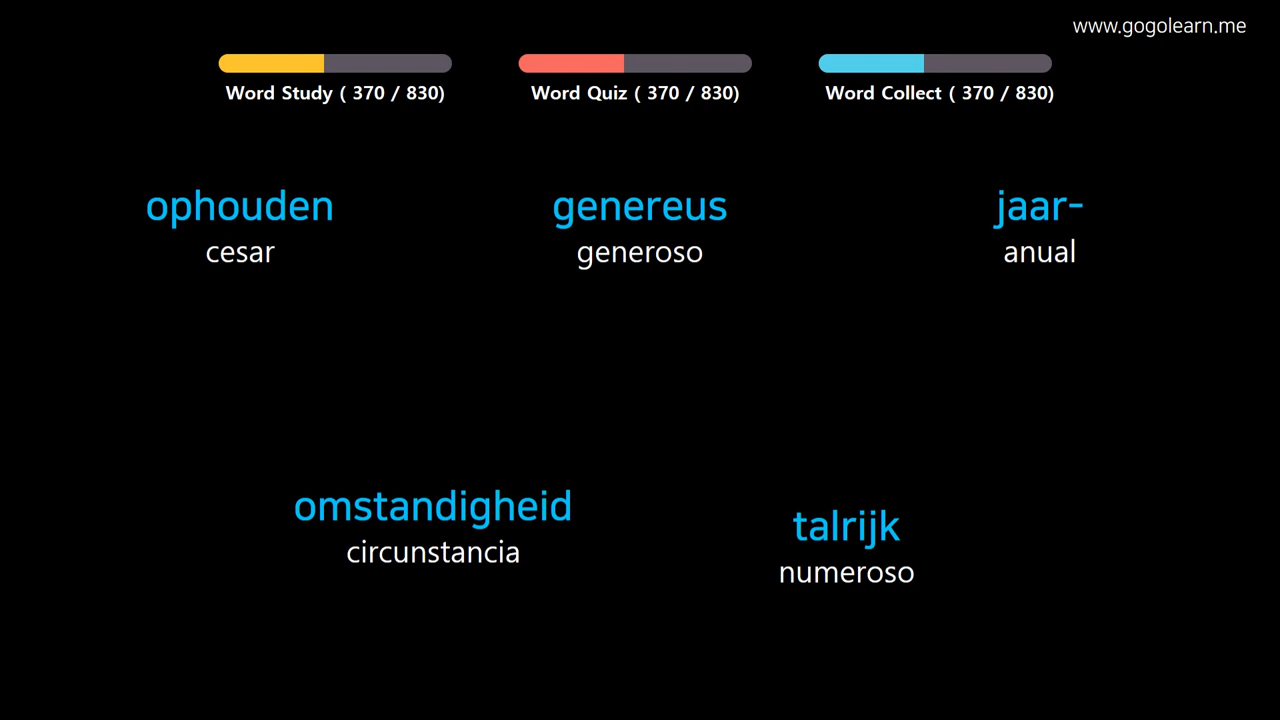 www.gogolearn.me
Word Study ( 370 / 830)
Word Quiz ( 370 / 830)
Word Collect ( 370 / 830)
ophouden
cesar
genereus
generoso
jaar-
anual
omstandigheid
circunstancia
talrijk
numeroso